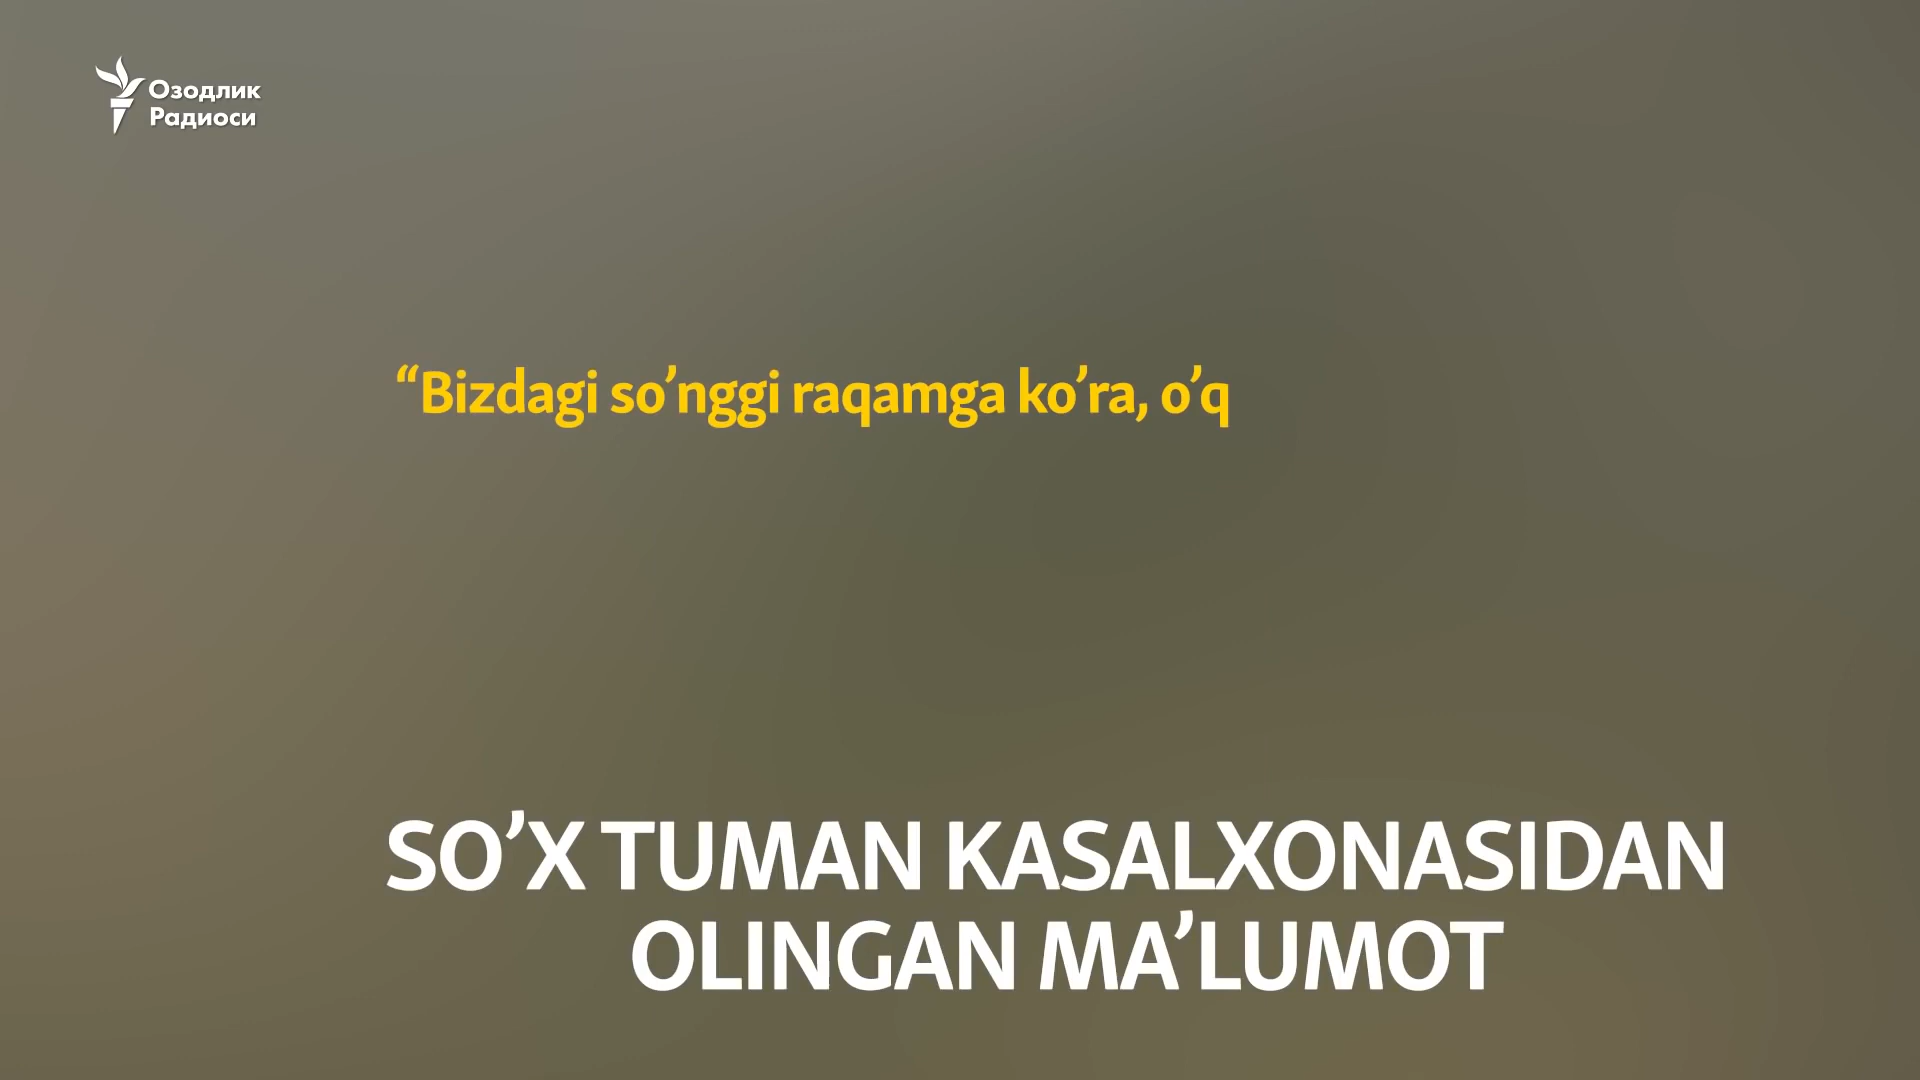 Озодлик
Радиоси
“Bizdagi so’nggi raqamga ko’ra, o’q
SO’X TUMAN KASALXONASIDAN
OLINGAN MA’LUMOT